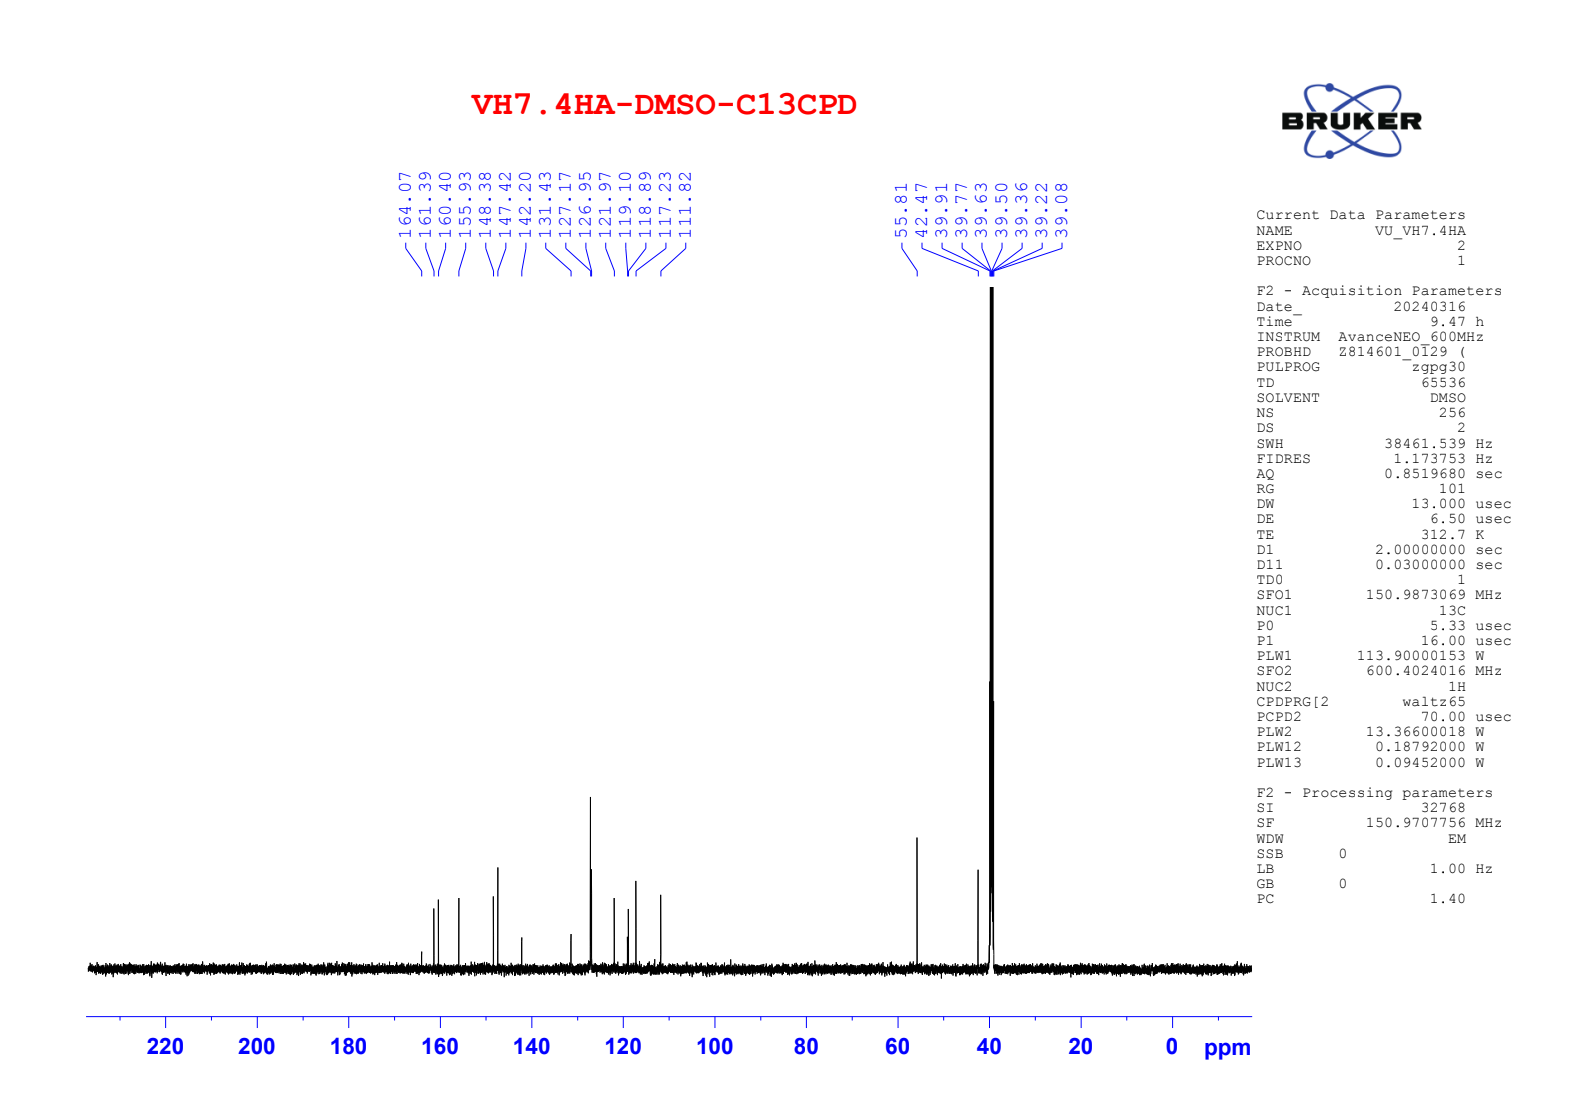 VH7.4HA-DMSO-C13CPD
BRUKER
164.07
161.39
160.40
155.93
148.38
147.42
142.20
131.43
127.17
126.95
121.97
119.10
118.89
117.23
111.82
55.81
42.47
39.91
39.77
39.63
39.50
39.36
39.22
39.08
Current Data Parameters
NAME VU_VH7.4HA
EXPNO 2
PROCNO 1
F2 - Acquisition Parameters
Date_ 20240316
Time 9.47 h
INSTRUM AvanceNEO_600MHz
PROBHD Z814601_0129 (
PULPROG zgpg30
TD 65536
SOLVENT DMSO
NS 256
DS 2
SWH 38461.539 Hz
FIDRES 1.173753 Hz
AQ 0.8519680 sec
RG 101
DW 13.000 usec
DE 6.50 usec
TE 312.7 K
D1 2.00000000 sec
D11 0.03000000 sec
TD0 1
SFO1 150.9873069 MHz
NUC1 13C
P0 5.33 usec
P1 16.00 usec
PLW1 113.90000153 W
SFO2 600.4024016 MHz
NUC2 1H
CPDPRG[2 waltz65
PCPD2 70.00 usec
PLW2 13.36600018 W
PLW12 0.18792000 W
PLW13 0.09452000 W
F2 - Processing parameters
SI 32768
SF 150.9707756 MHz
WDW EM
SSB 0
LB 1.00 Hz
GB 0
PC 1.40
220 200 180 160 140 120 100 80 60 40 20 0 ppm